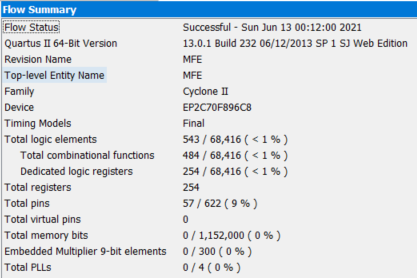 Flow Summary
Flow Status Successful - Sun Jun 13 00:12:00 2021
Quartus II 64-Bit Version 13.0.1 Build 232 06/12/2013 SP 1 SJ Web Edition
Revision Name MFE
Top-level Entity Name MFE
Family Cyclone II
Device EP2C70F896C8
Timing Models Final
Total logic elements 543 / 68,416 ( < 1 % )
Total combinational functions 484 / 68,416 ( < 1 % )
Dedicated logic registers 254 / 68,416 ( < 1 % )
Total registers 254
Total pins 57 / 622 ( 9 % )
Total virtual pins 0
Total memory bits 0 / 1,152,000 ( 0 % )
Embedded Multiplier 9-bit elements 0 / 300 ( 0 % )
Total PLLs 0 / 4 ( 0 % )